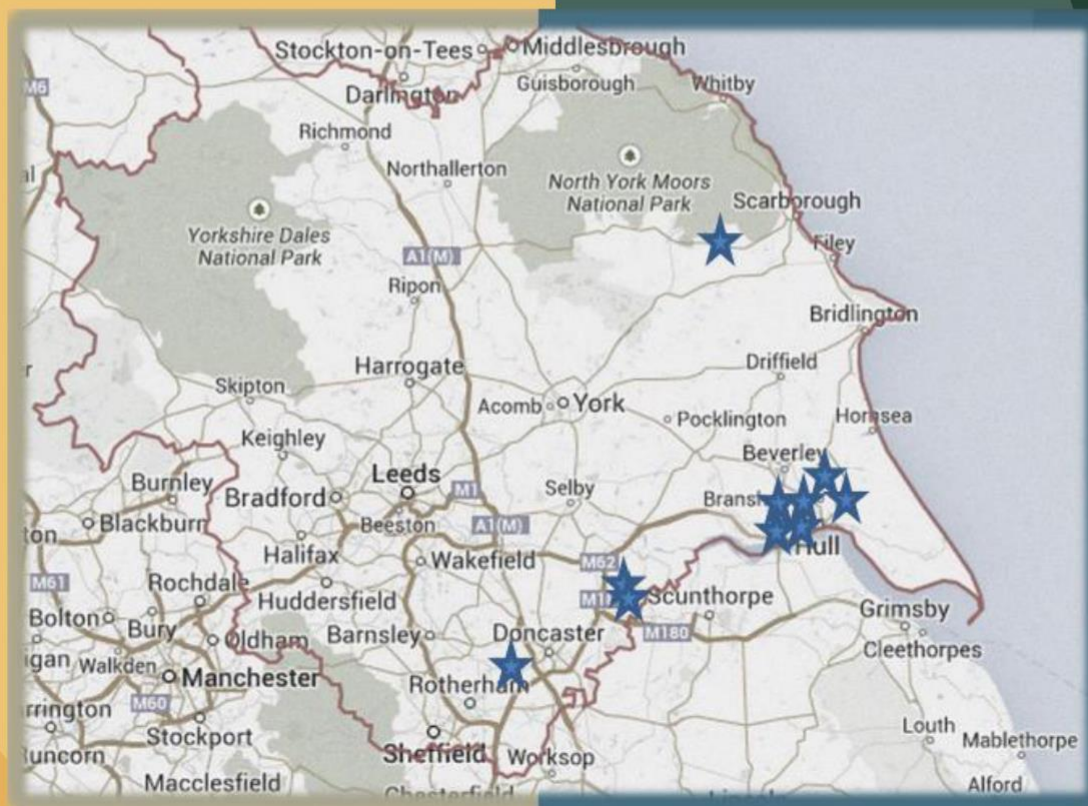 Stockton-on-Tees
Middlesbrough
Guisborough
Whitby
M6
Darlington
Richmond
Northallerton
North York Moors
National Park
Scarborough
Yorkshire Dales
National Park
A1(M)
Filey
Ripon
Bridlington
Harrogate
Driffield
Skipton
Acomb
York
Pocklington
Hornsea
Keighley
Beverley
Leeds
Burnley
Bradford
M1
Selby
Blackburn
Beeston
A1(M)
Hull
Halifax
Wakefield
M62
M61
Rochdale
Huddersfield
Scunthorpe
Grimsby
Bolton
Bury
Oldham
Barnsley
Doncaster
M180
Cleethorpes
Walkden
Manchester
Rotherham
M60
Stockport
Sheffield
Worksop
Louth
Mablethorpe
Macclesfield
Chesterfield
Alford